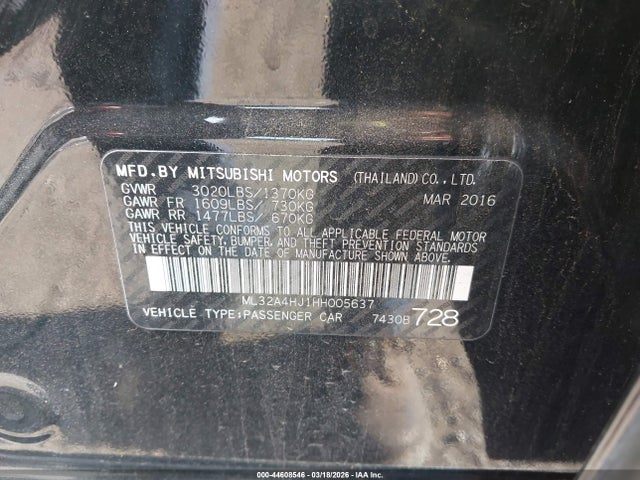 MFD.BY MITSUBISHI MOTORS (THAILAND) CO., LTD.
GVWR 3020LBS/1370KG MAR 2016
GAWR FR 1609LBS/ 730KG
GAWR RR 1477LBS/ 670KG
THIS VEHICLE CONFORMS TO ALL APPLICABLE FEDERAL MOTOR
VEHICLE SAFETY, BUMPER, AND THEFT PREVENTION STANDARDS
IN EFFECT ON THE DATE OF MANUFACTURE SHOWN ABOVE.
ML32A4HJ1HH005637
VEHICLE TYPE:PASSENGER CAR 7430B 728
000-44608546 - 03/18/2026 - IAA Inc.